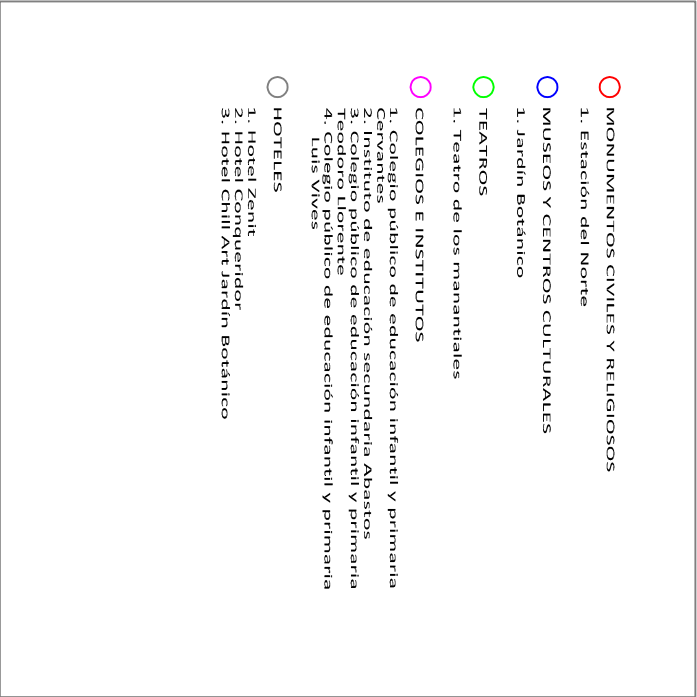 MONUMENTOS CIVILES Y RELIGIOSOS
1. Estación del Norte
MUSEOS Y CENTROS CULTURALES
1. Jardín Botánico
TEATROS
1. Teatro de los manantiales
COLEGIOS E INSTITUTOS
1. Colegio público de educación infantil y primaria
Cervantes
2. Instituto de educación secundaria Abastos
3. Colegio público de educación infantil y primaria
Teodoro Llorente
4. Colegio público de educación infantil y primaria
Luis Vives
HOTELES
1. Hotel Zenit
2. Hotel Conqueridor
3. Hotel Chill Art Jardín Botánico